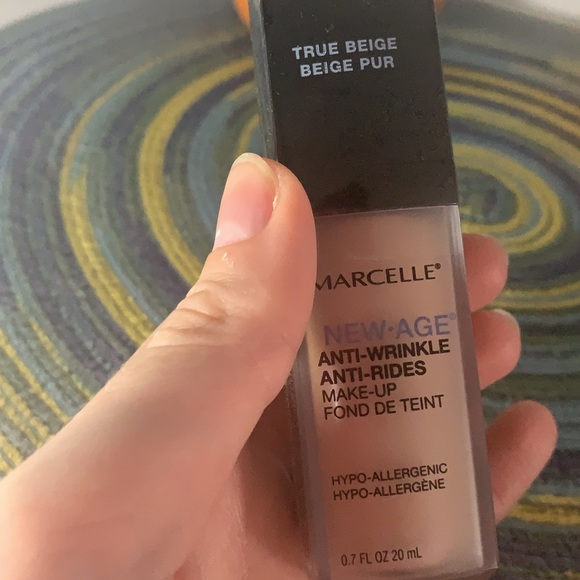 TRUE BEIGE
BEIGE PUR
MARCELLE®
NEW·AGE®
ANTI-WRINKLE
ANTI-RIDES
MAKE-UP
FOND DE TEINT
HYPO-ALLERGENIC
HYPO-ALLERGÈNE
0.7 FL OZ 20 mL